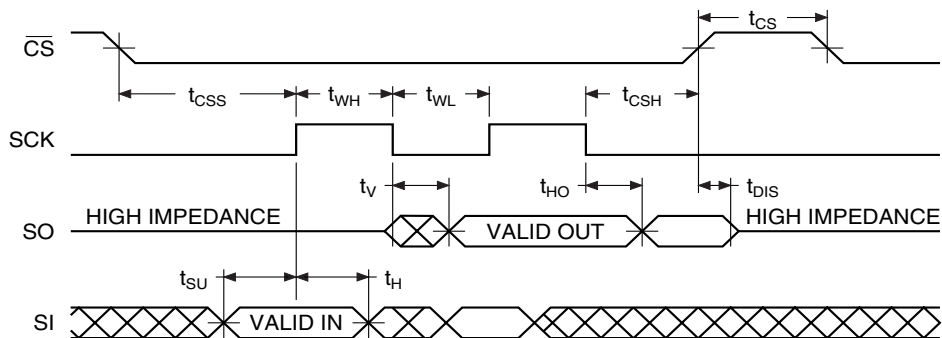 t_CS
C̅S̅
t_CSS t_WH t_WL t_CSH
SCK
t_V t_HO t_DIS
HIGH IMPEDANCE HIGH IMPEDANCE
SO VALID OUT
t_SU t_H
SI VALID IN